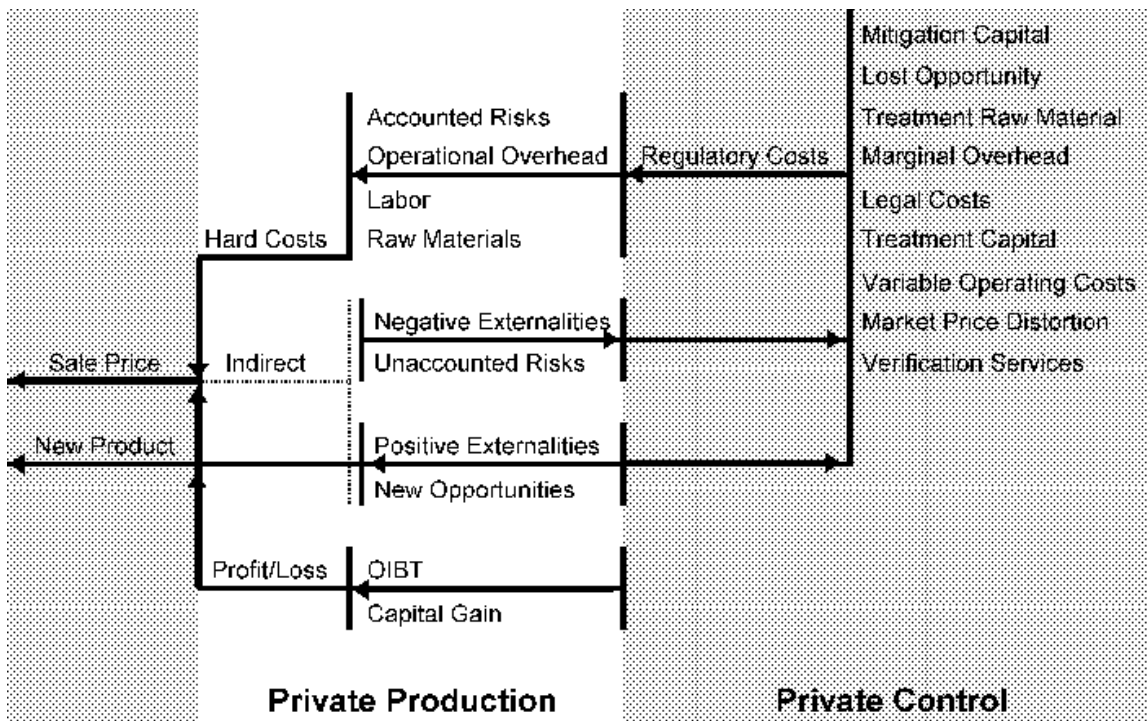 Mitigation Capital
Lost Opportunity
Accounted Risks
Treatment Raw Material
Operational Overhead
Regulatory Costs
Marginal Overhead
Labor
Legal Costs
Hard Costs
Raw Materials
Treatment Capital
Variable Operating Costs
Negative Externalities
Market Price Distortion
Sale Price
Indirect
Unaccounted Risks
Verification Services
New Product
Positive Externalities
New Opportunities
Profit/Loss
OIBT
Capital Gain
Private Production
Private Control